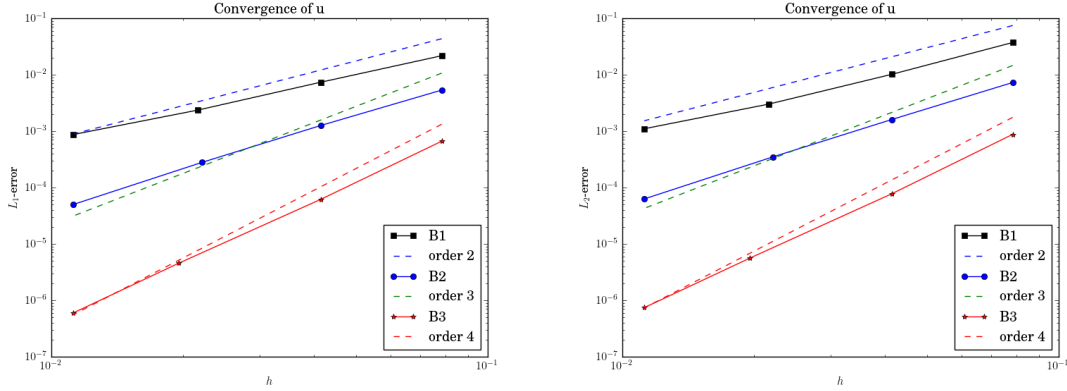 Convergence of u
10⁻¹
10⁻²
10⁻³
10⁻⁴
10⁻⁵
10⁻⁶
10⁻⁷
L₁-error
B1
order 2
B2
order 3
B3
order 4
10⁻² 10⁻¹
h
Convergence of u
10⁻¹
10⁻²
10⁻³
10⁻⁴
10⁻⁵
10⁻⁶
10⁻⁷
L₂-error
B1
order 2
B2
order 3
B3
order 4
10⁻² 10⁻¹
h